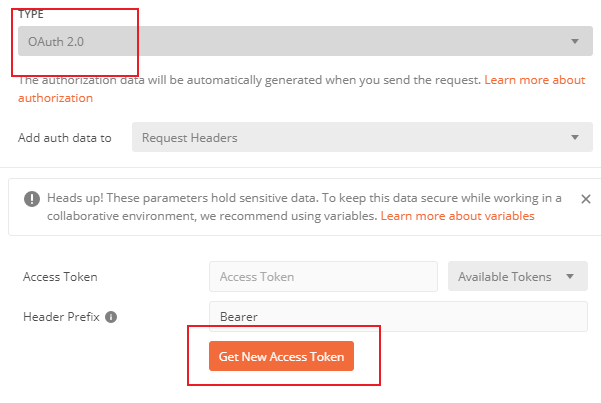 TYPE
OAuth 2.0
The authorization data will be automatically generated when you send the request. Learn more about
authorization
Add auth data to Request Headers
Heads up! These parameters hold sensitive data. To keep this data secure while working in a
collaborative environment, we recommend using variables. Learn more about variables
Access Token Access Token Available Tokens
Header Prefix Bearer
Get New Access Token